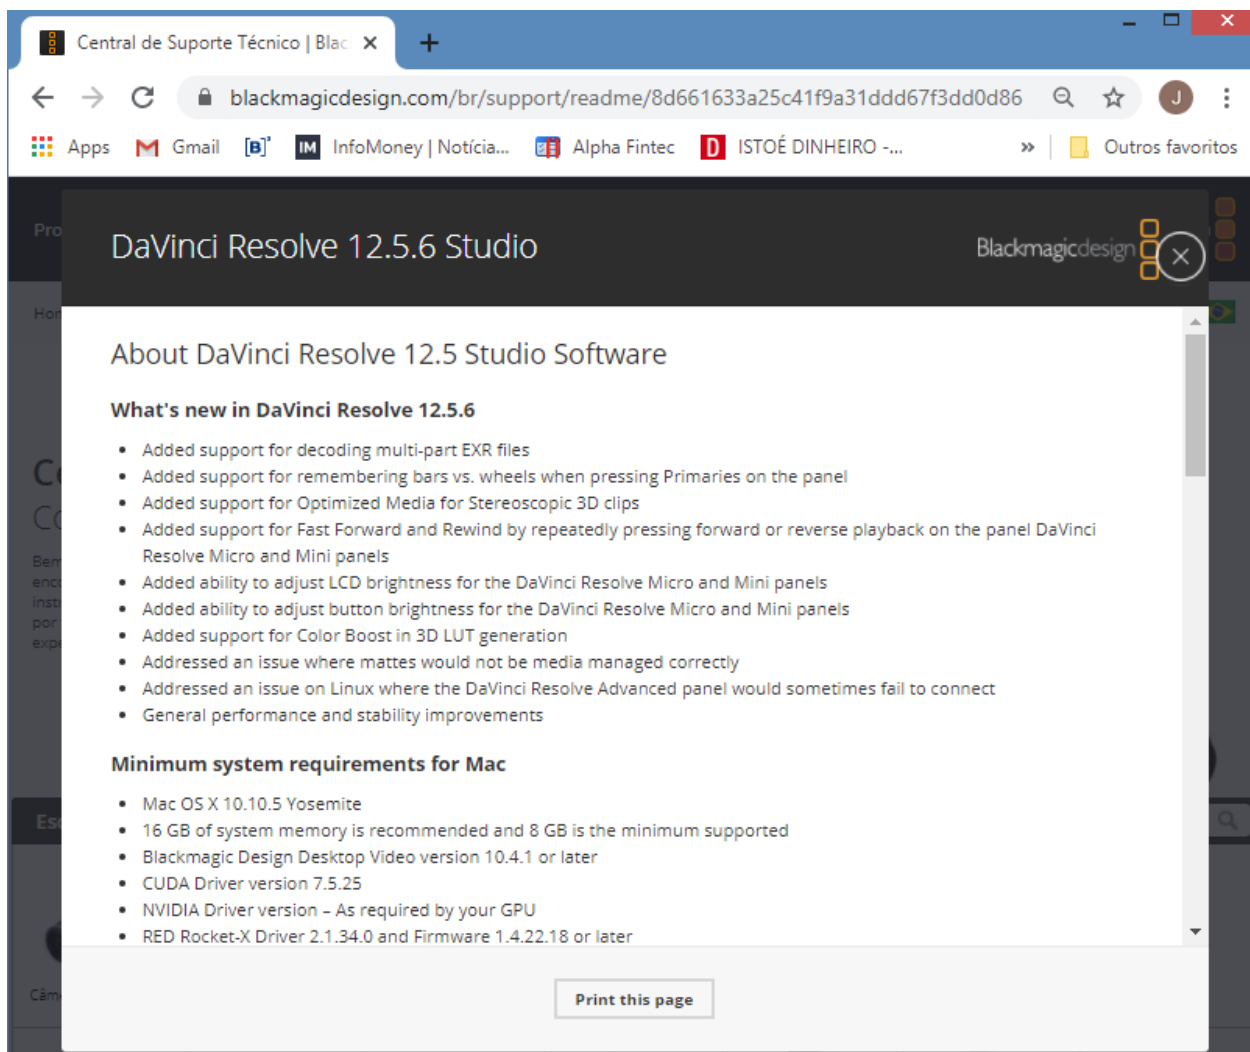 Central de Suporte Técnico | Blac
blackmagicdesign.com/br/support/readme/8d661633a25c41f9a31ddd67f3dd0d86
J
Apps Gmail [B]³ IM InfoMoney | Notícia... Alpha Fintec D ISTOÉ DINHEIRO -... » Outros favoritos
Pro
DaVinci Resolve 12.5.6 Studio
Blackmagicdesign
Hor
About DaVinci Resolve 12.5 Studio Software
What's new in DaVinci Resolve 12.5.6
• Added support for decoding multi-part EXR files
• Added support for remembering bars vs. wheels when pressing Primaries on the panel
• Added support for Optimized Media for Stereoscopic 3D clips
• Added support for Fast Forward and Rewind by repeatedly pressing forward or reverse playback on the panel DaVinci
Resolve Micro and Mini panels
• Added ability to adjust LCD brightness for the DaVinci Resolve Micro and Mini panels
• Added ability to adjust button brightness for the DaVinci Resolve Micro and Mini panels
• Added support for Color Boost in 3D LUT generation
• Addressed an issue where mattes would not be media managed correctly
• Addressed an issue on Linux where the DaVinci Resolve Advanced panel would sometimes fail to connect
• General performance and stability improvements
Minimum system requirements for Mac
• Mac OS X 10.10.5 Yosemite
• 16 GB of system memory is recommended and 8 GB is the minimum supported
• Blackmagic Design Desktop Video version 10.4.1 or later
• CUDA Driver version 7.5.25
• NVIDIA Driver version – As required by your GPU
• RED Rocket-X Driver 2.1.34.0 and Firmware 1.4.22.18 or later
Bem
enco
inst
por
expe
Es
Câm
Print this page